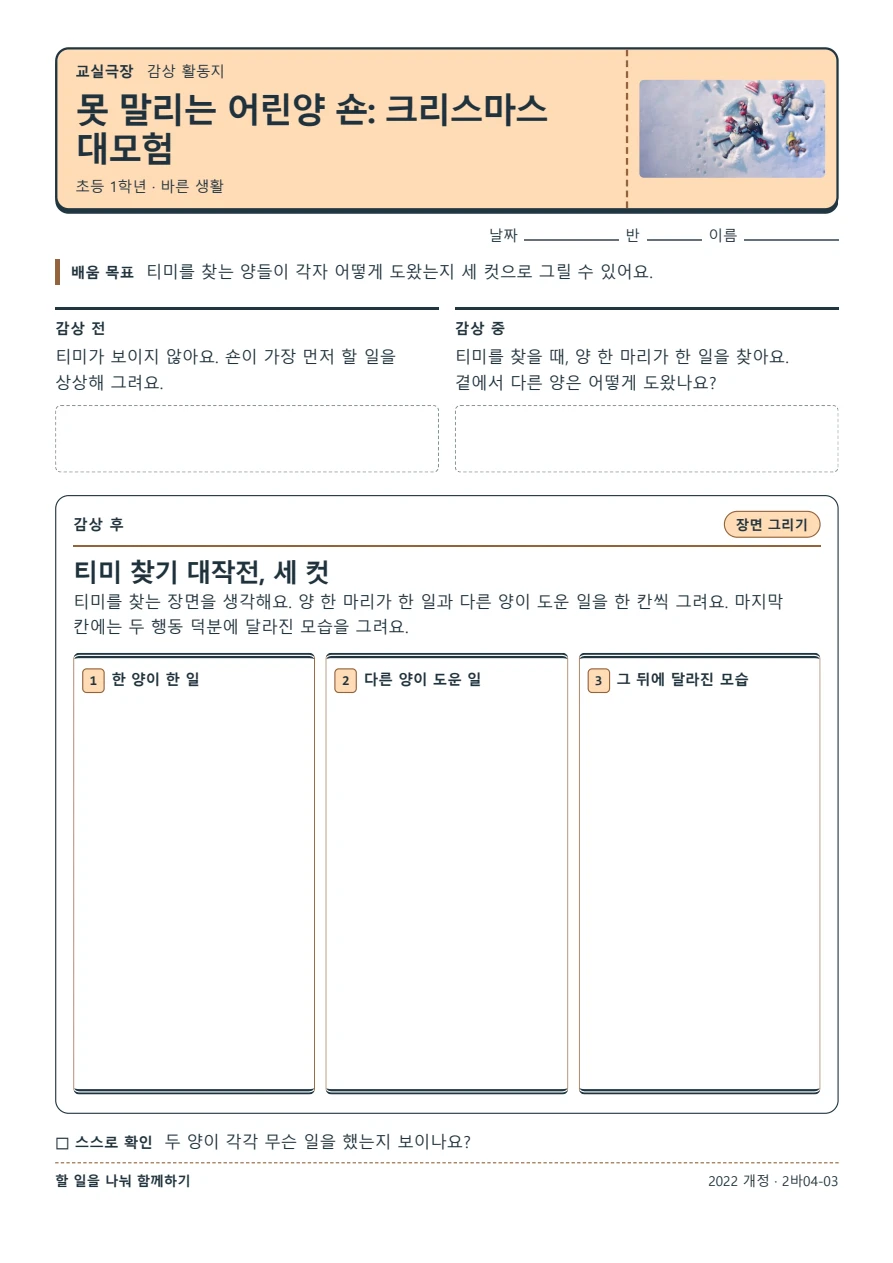 교실극장 감상 활동지
못 말리는 어린양 숀: 크리스마스
대모험
초등 1학년 · 바른 생활
날짜 반 이름
배움 목표 티미를 찾는 양들이 각자 어떻게 도왔는지 세 컷으로 그릴 수 있어요.
감상 전
티미가 보이지 않아요. 숀이 가장 먼저 할 일을
상상해 그려요.
감상 중
티미를 찾을 때, 양 한 마리가 한 일을 찾아요.
곁에서 다른 양은 어떻게 도왔나요?
감상 후
장면 그리기
티미 찾기 대작전, 세 컷
티미를 찾는 장면을 생각해요. 양 한 마리가 한 일과 다른 양이 도운 일을 한 칸씩 그려요. 마지막
칸에는 두 행동 덕분에 달라진 모습을 그려요.
1 한 양이 한 일
2 다른 양이 도운 일
3 그 뒤에 달라진 모습
□ 스스로 확인 두 양이 각각 무슨 일을 했는지 보이나요?
할 일을 나눠 함께하기
2022 개정 · 2바04-03